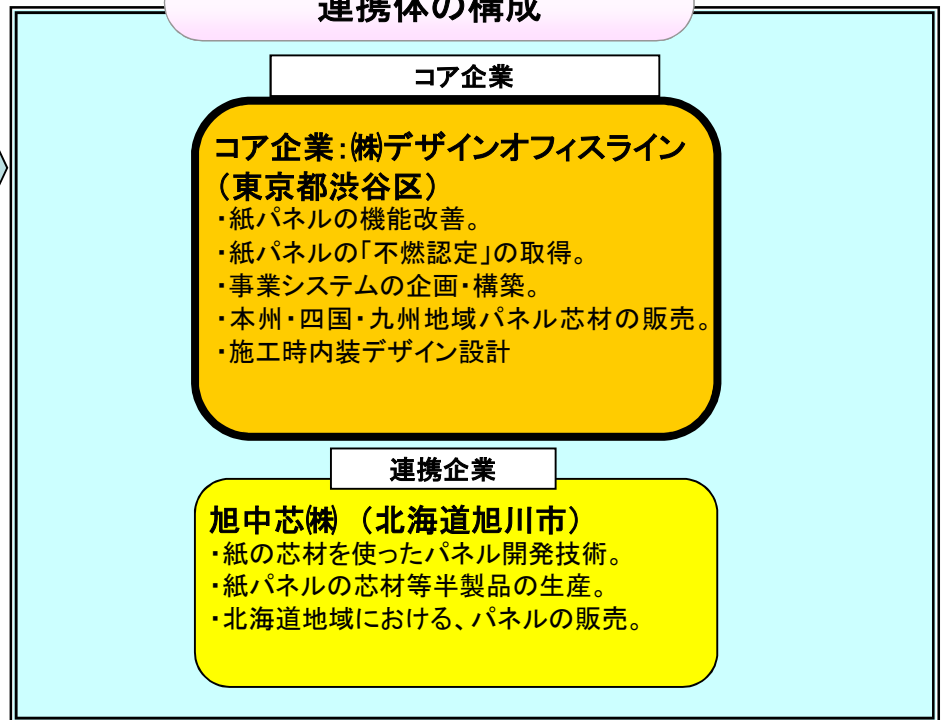 連携体の構成
コア企業
コア企業:㈱デザインオフィスライン
(東京都渋谷区)
・紙パネルの機能改善。
・紙パネルの「不燃認定」の取得。
・事業システムの企画・構築。
・本州・四国・九州地域パネル芯材の販売。
・施工時内装デザイン設計
連携企業
旭中芯㈱ (北海道旭川市)
・紙の芯材を使ったパネル開発技術。
・紙パネルの芯材等半製品の生産。
・北海道地域における、パネルの販売。